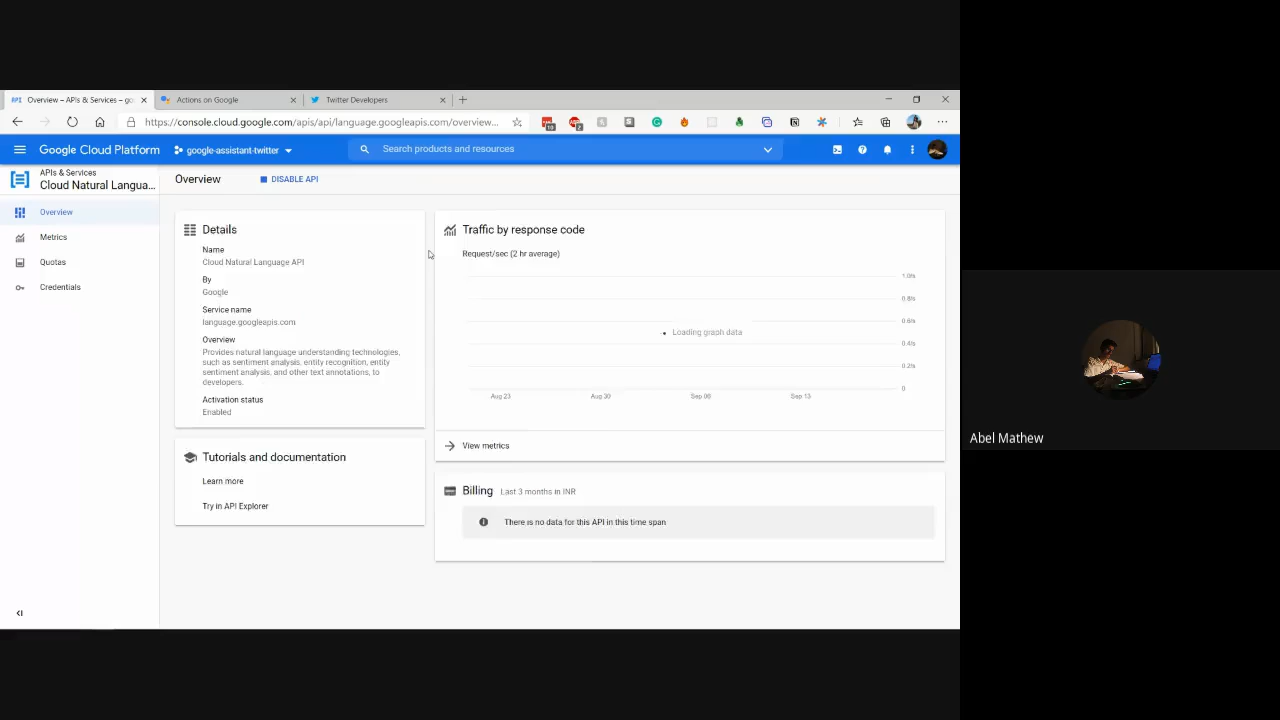 API Overview – APIs & Services – go
Actions on Google
Twitter Developers
https://console.cloud.google.com/apis/api/language.googleapis.com/overview...
10
2
Google Cloud Platform
google-assistant-twitter
Search products and resources
APIs & Services
Cloud Natural Langua...
Overview
DISABLE API
Overview
Metrics
Quotas
Credentials
Details
Name
Cloud Natural Language API
By
Google
Service name
language.googleapis.com
Overview
Provides natural language understanding technologies,
such as sentiment analysis, entity recognition, entity
sentiment analysis, and other text annotations, to
developers.
Activation status
Enabled
Tutorials and documentation
Learn more
Try in API Explorer
Traffic by response code
Request/sec (2 hr average)
1.0/s
0.8/s
0.6/s
0.4/s
0.2/s
0
Loading graph data
Aug 23
Aug 30
Sep 06
Sep 13
View metrics
Billing Last 3 months in INR
There is no data for this API in this time span
Abel Mathew